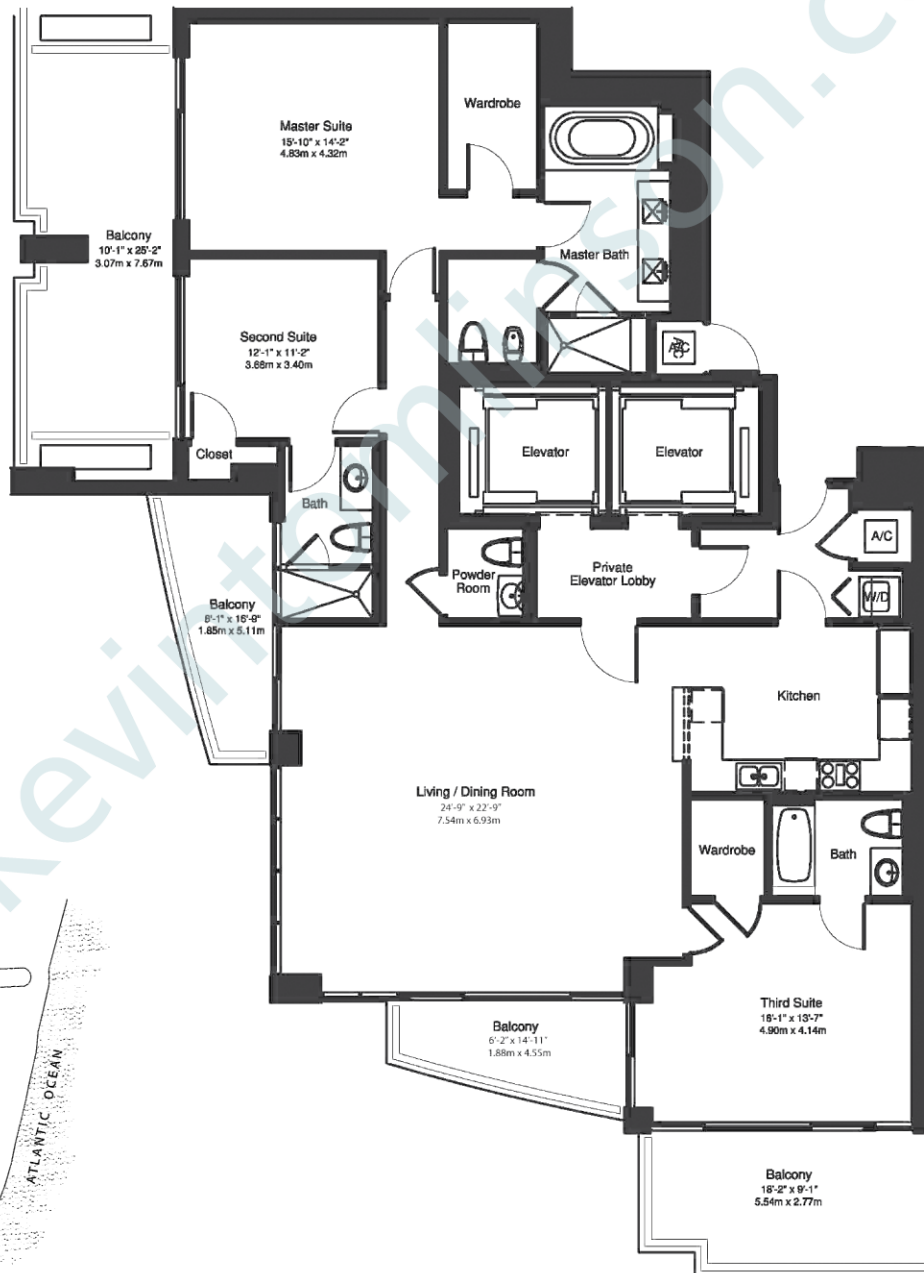 kevintomlinson.c
Master Suite
15'-10" x 14'-2"
4.83m x 4.32m
Wardrobe
Balcony
10'-1" x 25'-2"
3.07m x 7.67m
Master Bath
Second Suite
12'-1" x 11'-2"
3.68m x 3.40m
A/C
Closet
Elevator
Elevator
Bath
A/C
Private
Elevator Lobby
Powder
Room
W/D
Balcony
6'-1" x 16'-9"
1.85m x 5.11m
Kitchen
Living / Dining Room
24'-9" x 22'-9"
7.54m x 6.93m
Wardrobe
Bath
Third Suite
16'-1" x 13'-7"
4.90m x 4.14m
Balcony
6'-2" x 14'-11"
1.88m x 4.55m
ATLANTIC OCEAN
Balcony
18'-2" x 9'-1"
5.54m x 2.77m